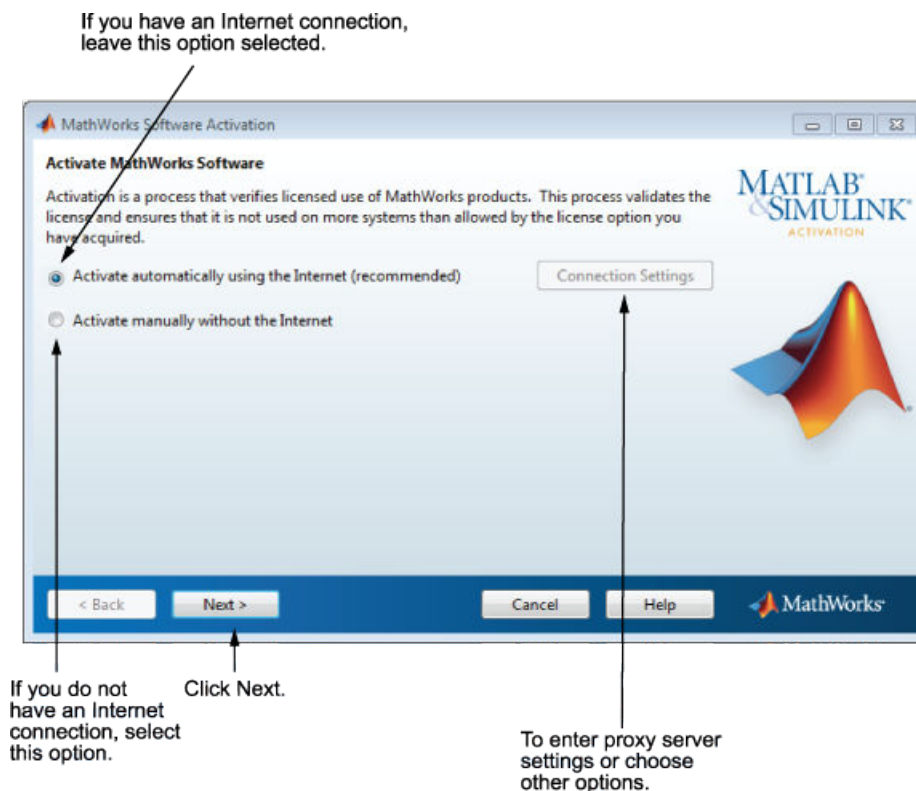 If you have an Internet connection,
leave this option selected.
MathWorks Software Activation
Activate MathWorks Software
Activation is a process that verifies licensed use of MathWorks products. This process validates the
license and ensures that it is not used on more systems than allowed by the license option you
have acquired.
MATLAB®
&SIMULINK®
ACTIVATION
Activate automatically using the Internet (recommended)
Connection Settings
Activate manually without the Internet
< Back
Next >
Cancel
Help
MathWorks®
If you do not
have an Internet
connection, select
this option.
Click Next.
To enter proxy server
settings or choose
other options.